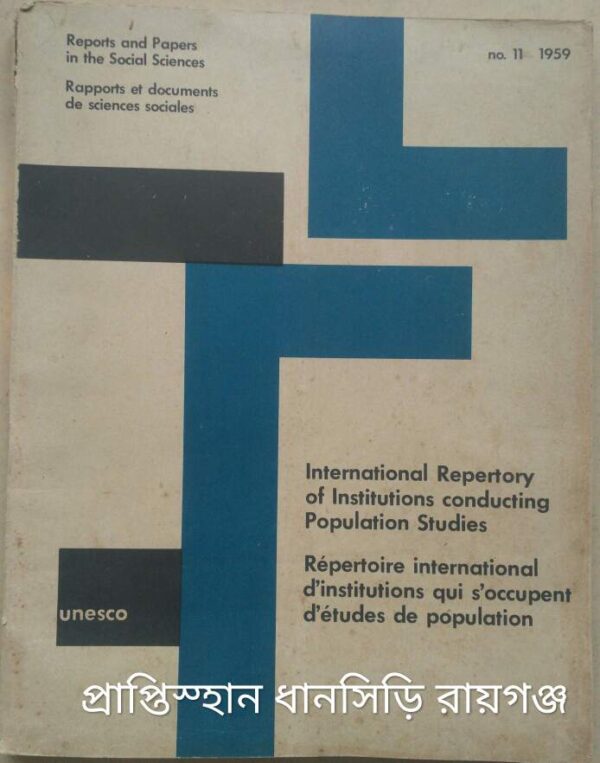 Reports and Papers
in the Social Sciences
Rapports et documents
de sciences sociales
no. 11 1959
International Repertory
of Institutions conducting
Population Studies
Répertoire international
d'institutions qui s'occupent
d'études de population
unesco
প্রাপ্তিস্হান ধানসিড়ি রায়গঞ্জ